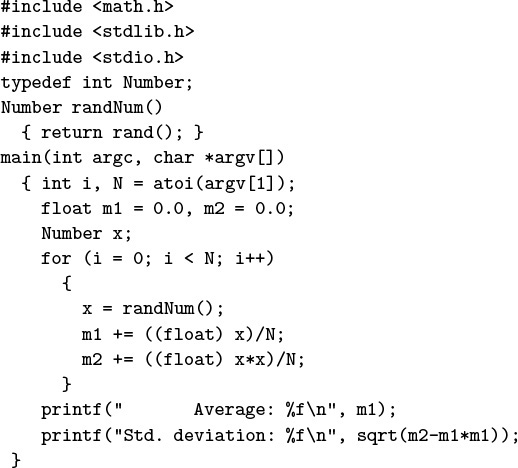 #include <math.h>
#include <stdlib.h>
#include <stdio.h>
typedef int Number;
Number randNum()
  { return rand(); }
main(int argc, char *argv[])
  { int i, N = atoi(argv[1]);
    float m1 = 0.0, m2 = 0.0;
    Number x;
    for (i = 0; i < N; i++)
      {
        x = randNum();
        m1 += ((float) x)/N;
        m2 += ((float) x*x)/N;
      }
    printf("       Average: %f\n", m1);
    printf("Std. deviation: %f\n", sqrt(m2-m1*m1));
 }